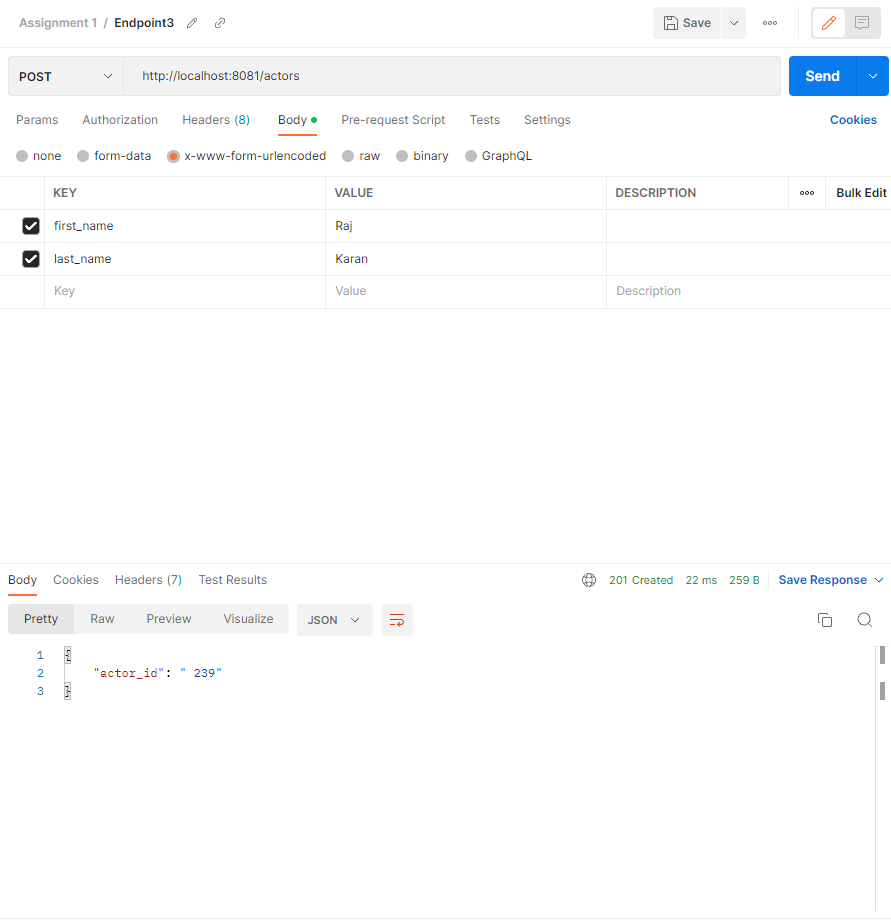 Assignment 1 / Endpoint3 Save
POST http://localhost:8081/actors Send
Params Authorization Headers (8) Body Pre-request Script Tests Settings Cookies
none form-data x-www-form-urlencoded raw binary GraphQL
KEY VALUE DESCRIPTION Bulk Edit
first_name Raj
last_name Karan
Key Value Description
Body Cookies Headers (7) Test Results 201 Created 22 ms 259 B Save Response
Pretty Raw Preview Visualize JSON
1 {
2 "actor_id": " 239"
3 }